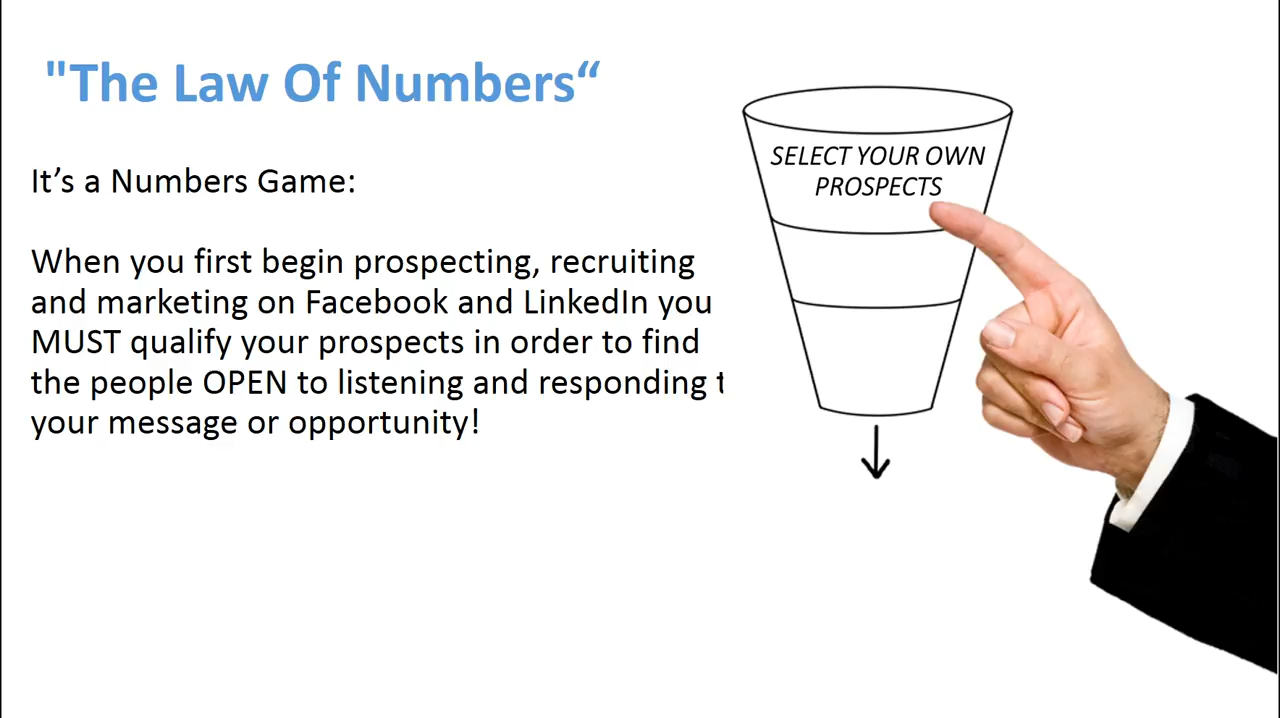 "The Law Of Numbers“
It’s a Numbers Game:
When you first begin prospecting, recruiting
and marketing on Facebook and LinkedIn you
MUST qualify your prospects in order to find
the people OPEN to listening and responding t
your message or opportunity!
SELECT YOUR OWN
PROSPECTS